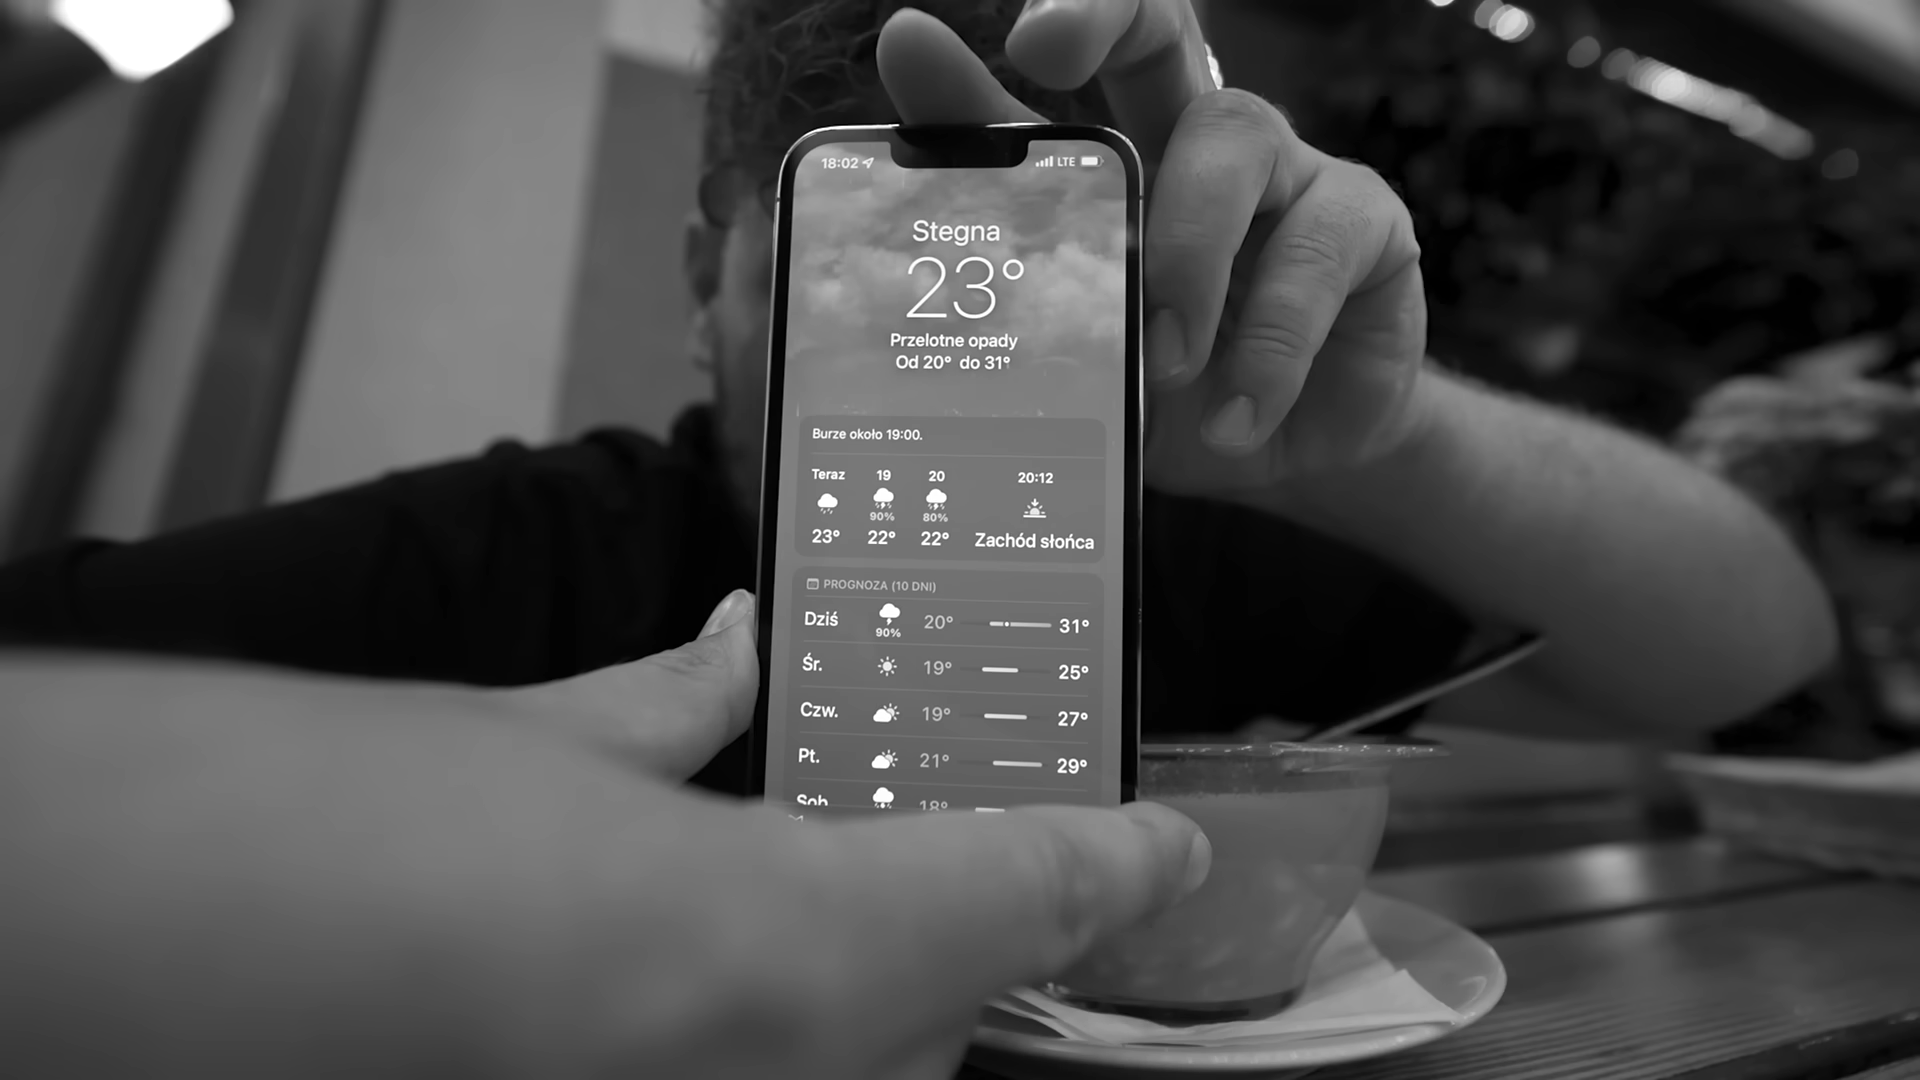 18:02 LTE
Stegna
23°
Przelotne opady
Od 20° do 31°
Burze około 19:00.
Teraz 19 20 20:12
90% 80%
23° 22° 22° Zachód słońca
PROGNOZA (10 DNI)
Dziś 90% 20° 31°
Śr. 19° 25°
Czw. 19° 27°
Pt. 21° 29°
Sob. 18°